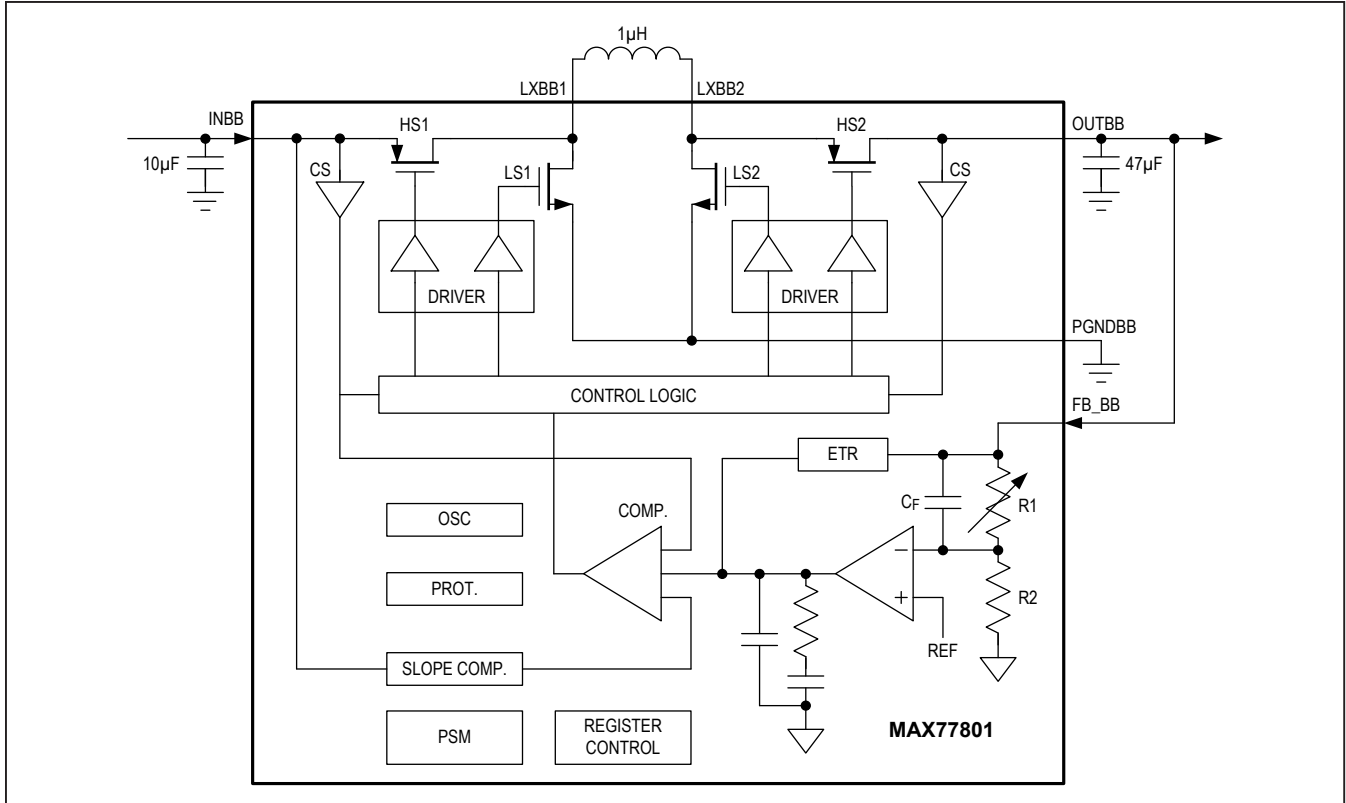 1µH
LXBB1
LXBB2
INBB
HS1
HS2
OUTBB
10µF
CS
LS1
LS2
CS
47µF
DRIVER
DRIVER
PGNDBB
CONTROL LOGIC
FB_BB
ETR
CF
R1
OSC
COMP.
−
PROT.
+
R2
REF
SLOPE COMP.
PSM
REGISTER
CONTROL
MAX77801